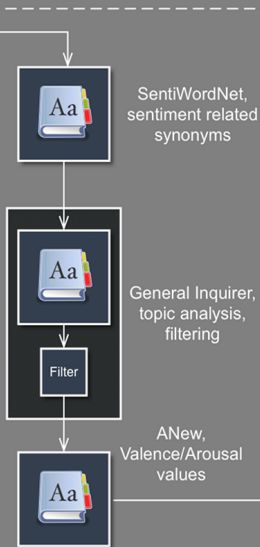 Aa
SentiWordNet,
sentiment related
synonyms
Aa
General Inquirer,
topic analysis,
filtering
Filter
ANew,
Valence/Arousal
values
Aa